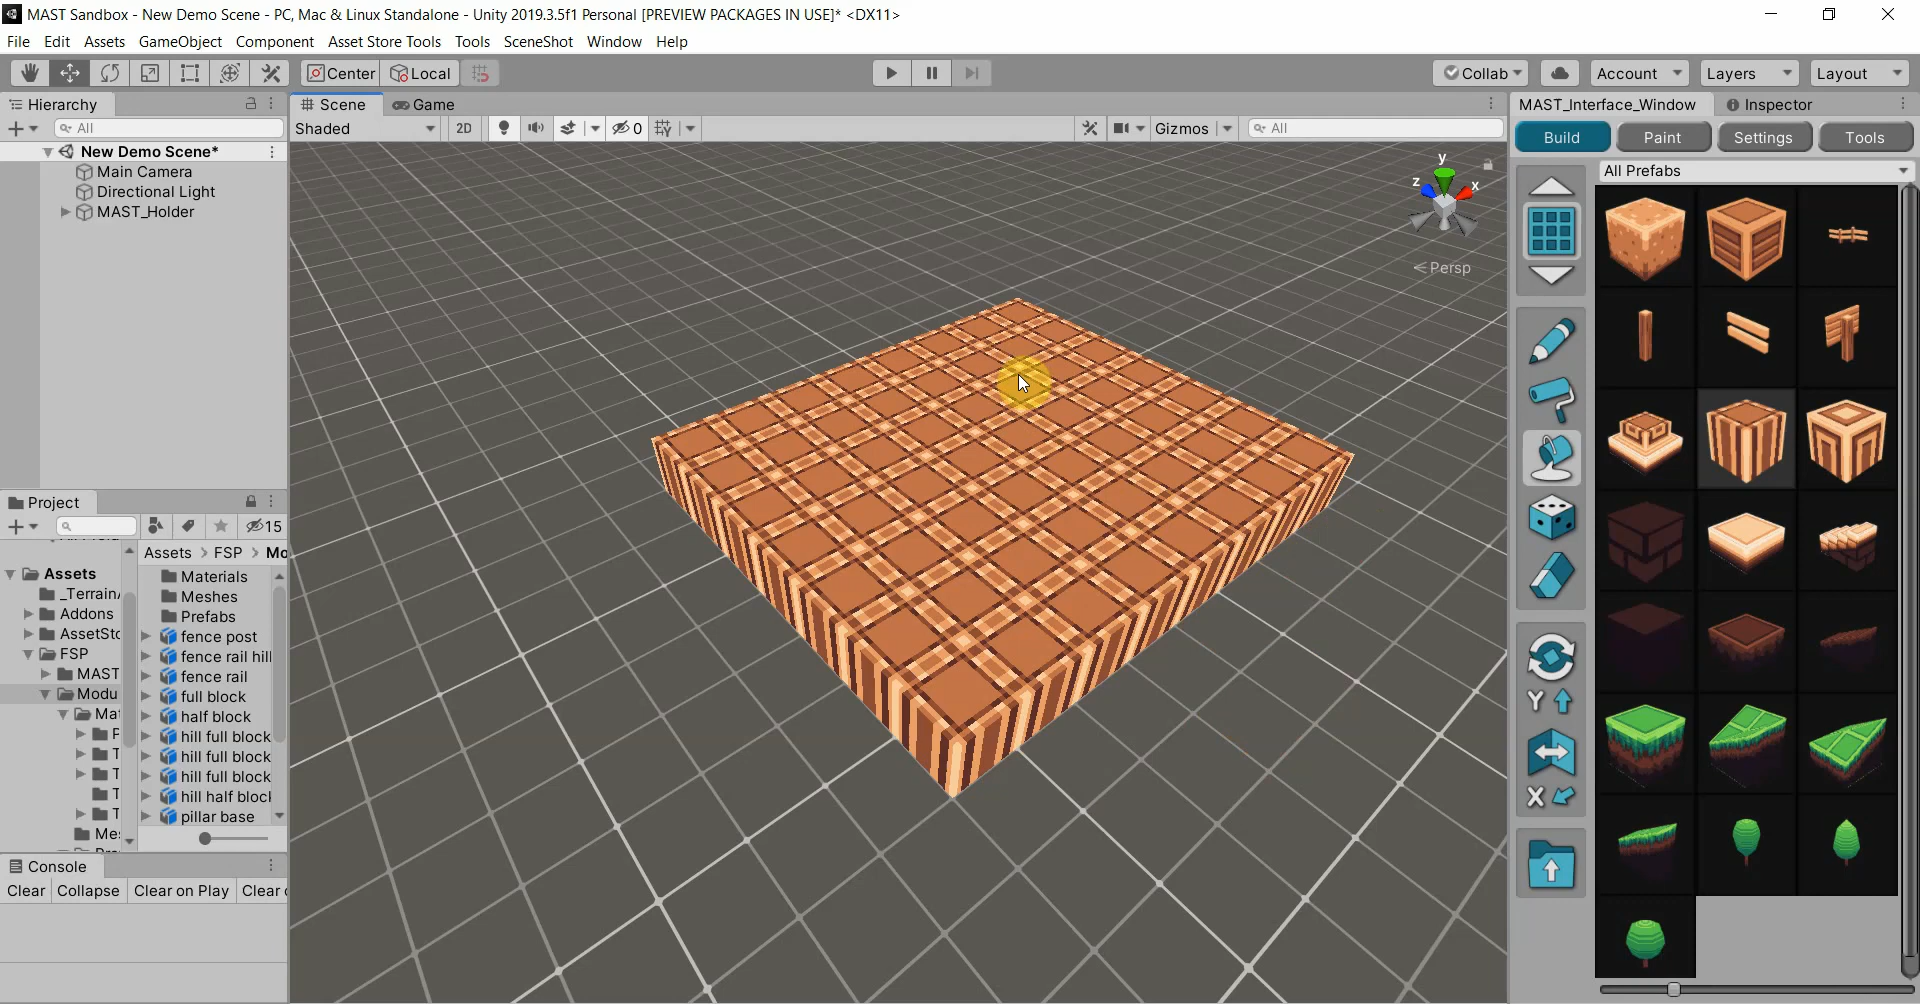 MAST Sandbox - New Demo Scene - PC, Mac & Linux Standalone - Unity 2019.3.5f1 Personal [PREVIEW PACKAGES IN USE]* <DX11>
File Edit Assets GameObject Component Asset Store Tools Tools SceneShot Window Help
Center Local Collab Account Layers Layout
Hierarchy
All
New Demo Scene*
Main Camera
Directional Light
MAST_Holder
Scene Game
Shaded 2D 0 Gizmos All
y
z x
Persp
MAST_Interface_Window Inspector
Build Paint Settings Tools
All Prefabs
Y
X
Project
15
Assets > FSP > Mo
Assets
_Terrain
Addons
AssetSto
FSP
MAST
Modu
Mat
F
T
T
T
T
Me
Materials
Meshes
Prefabs
fence post
fence rail hill
fence rail
full block
half block
hill full block
hill full block
hill full block
hill half block
pillar base
Console
Clear Collapse Clear on Play Clear